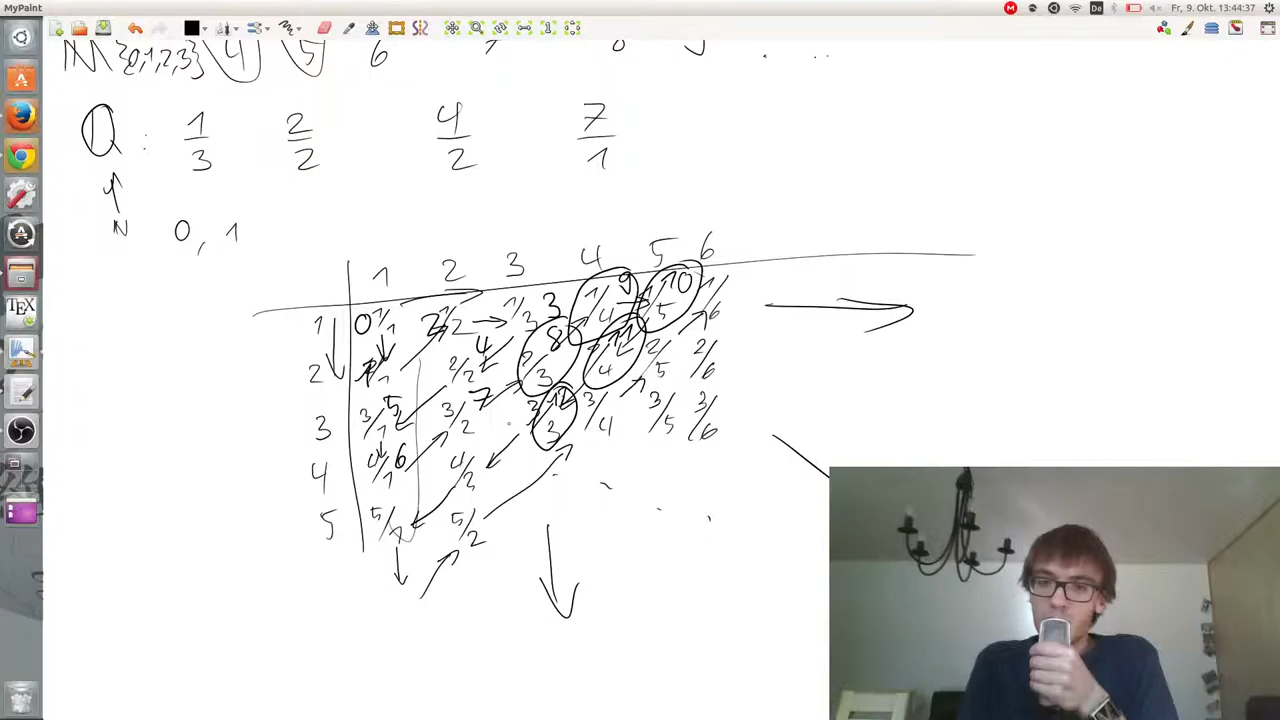 MyPaint
De Fr, 9. Okt. 13:44:37
ℕ\{0,1,2,3} 4 5 6
ℚ : 1/3 2/2 4/2 7/1
ℕ 0, 1
1 2 3 4 5 6
1 0 1/1 2 1/2 1/3 3 1/4 9 1/5 10 1/6
2 1 2/2 4 2/3 8 2/4 11 2/5 2/6
3 3/1 5 3/2 7 3/3 12 3/4 3/5 3/6
4 4/1 6 4/2
5 5/1 5/2
TEX